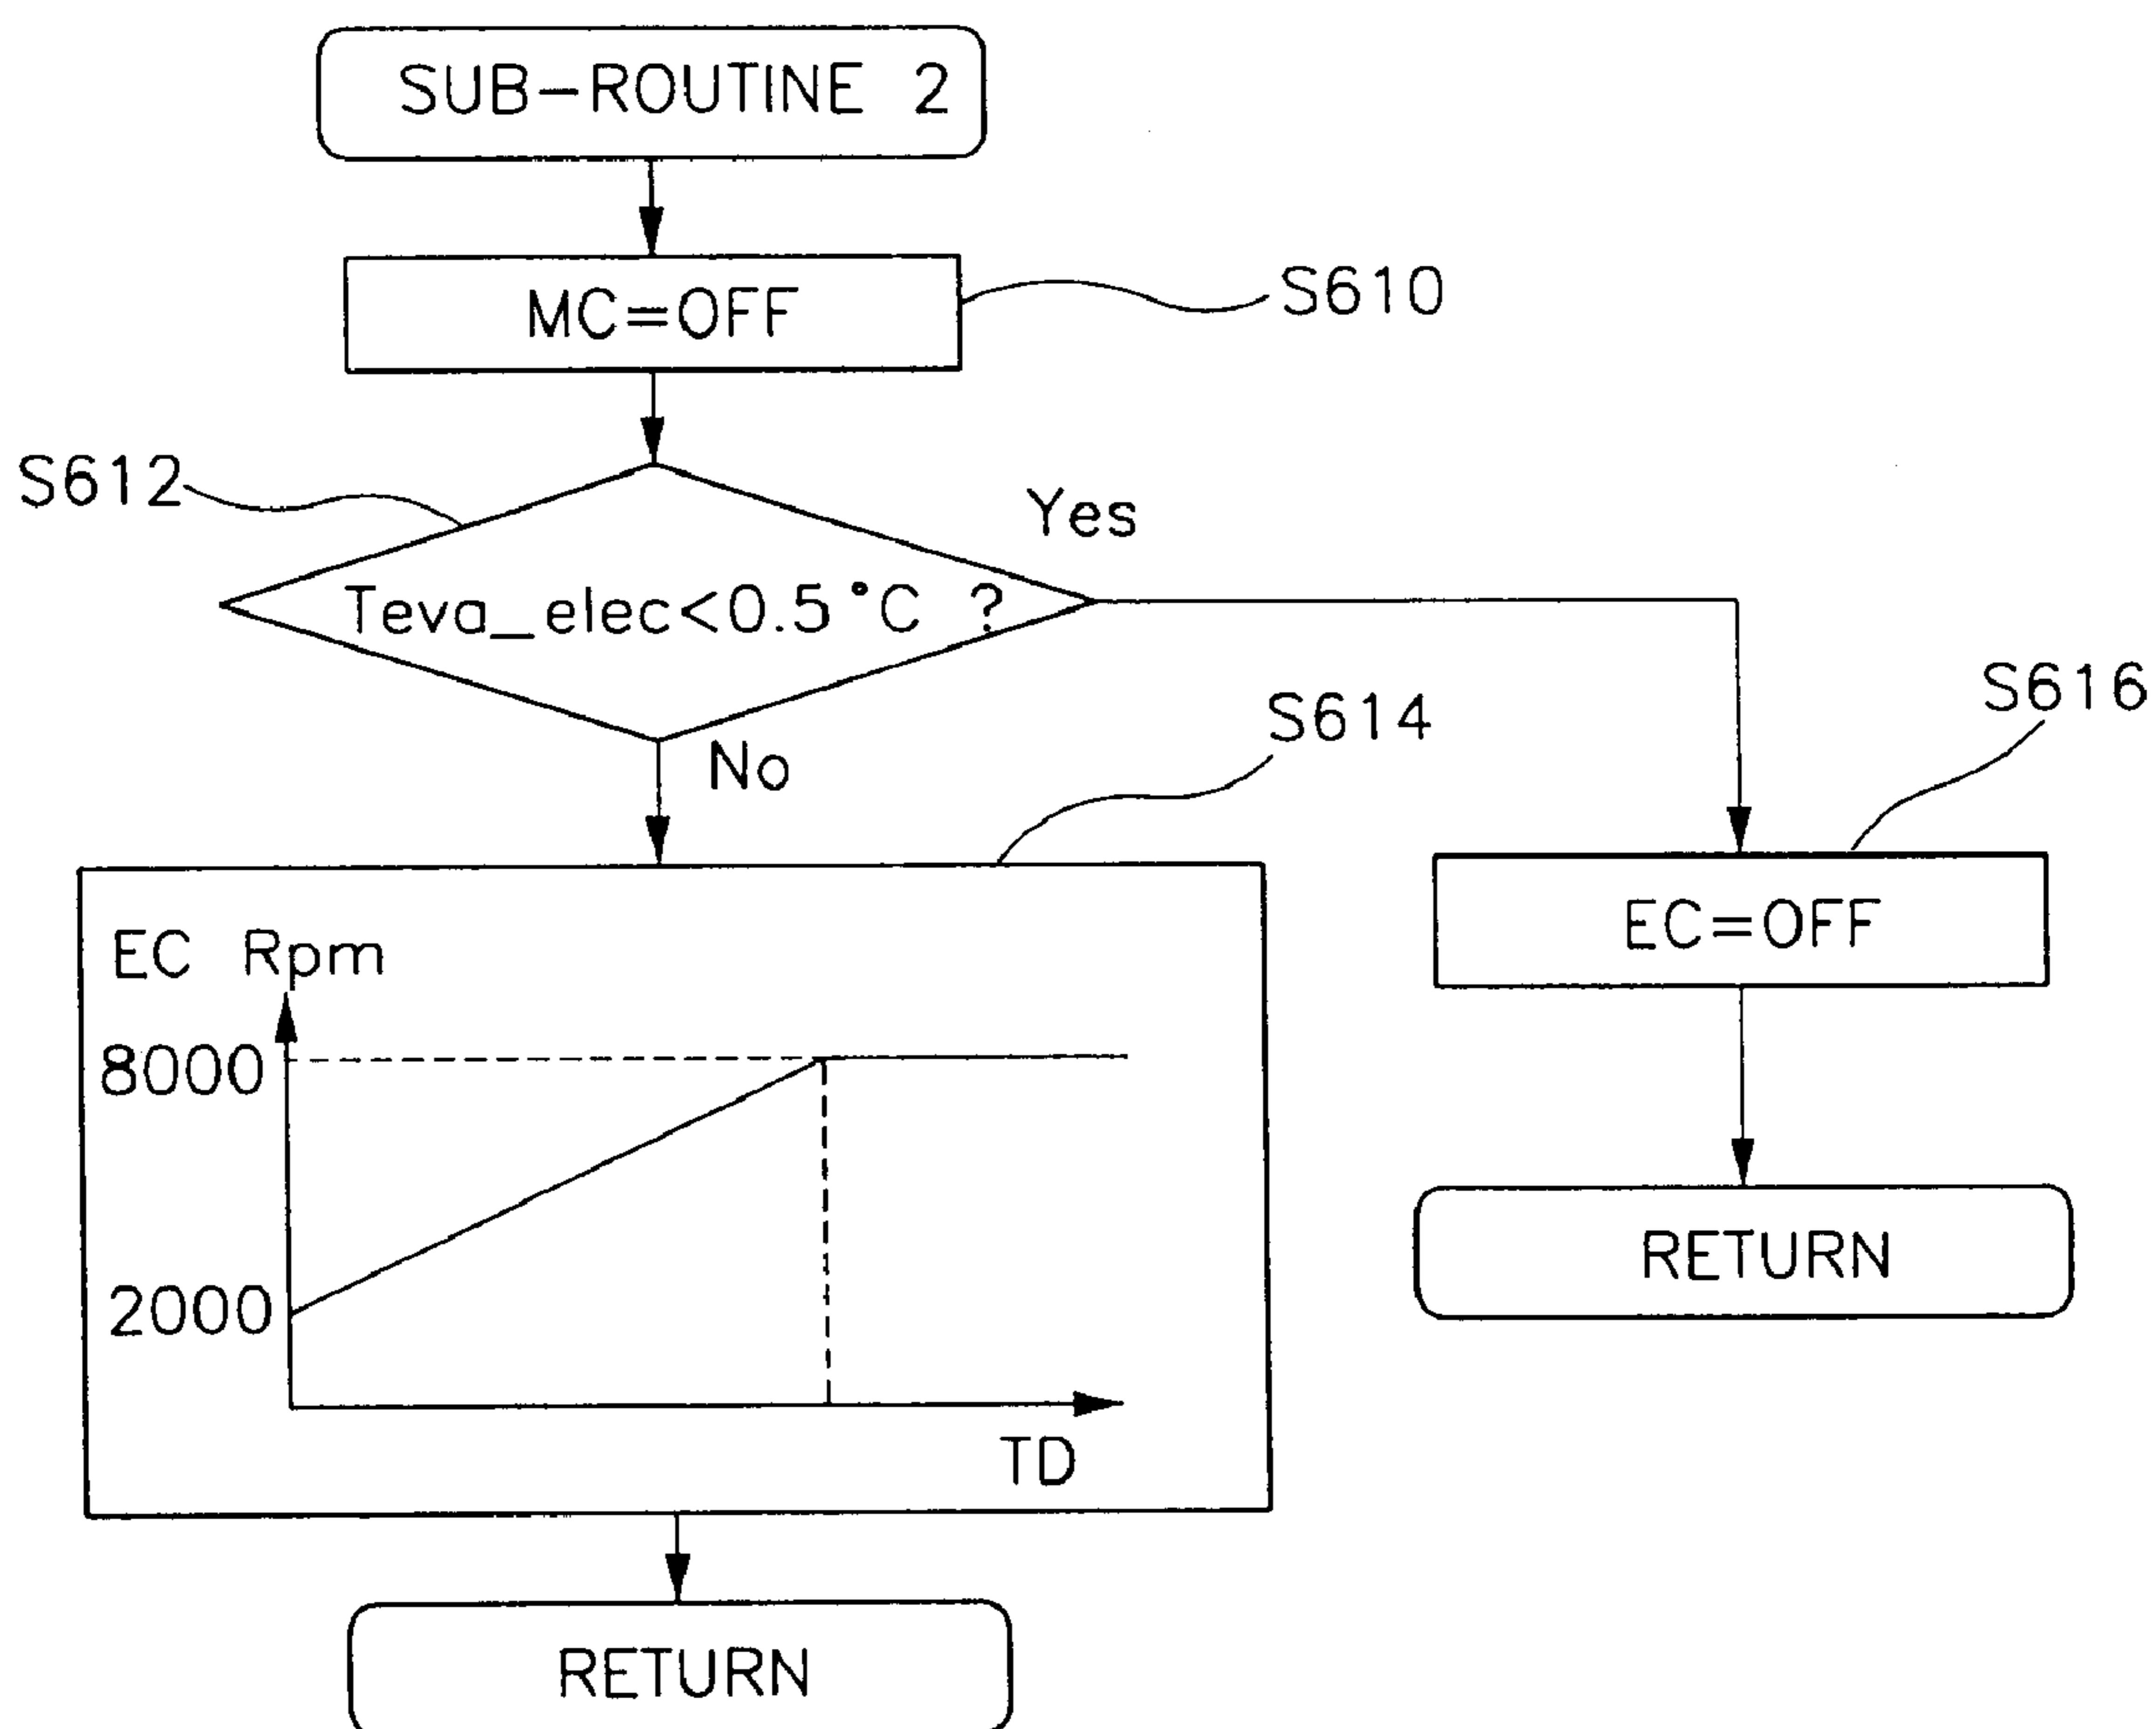 SUB-ROUTINE 2
MC=OFF
S610
S612
Yes
Teva_elec<0.5°C ?
No
S614
S616
EC Rpm
8000
2000
TD
EC=OFF
RETURN
RETURN